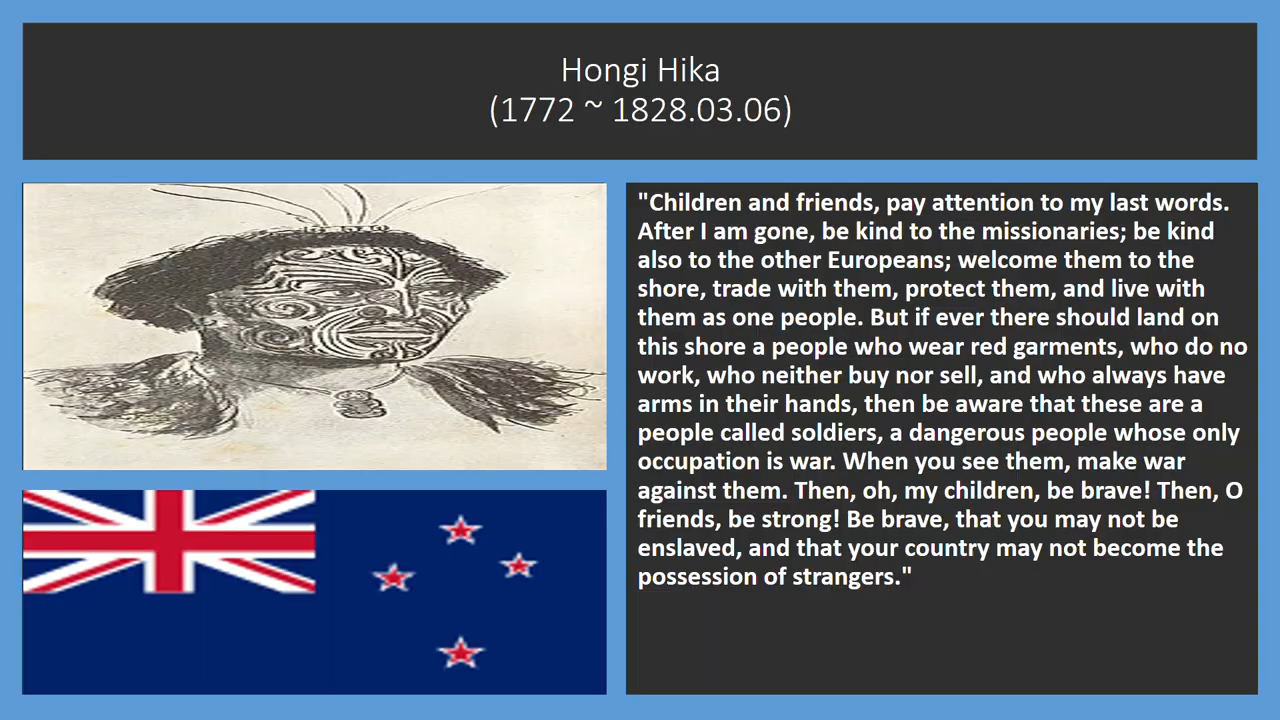 Hongi Hika
(1772 ~ 1828.03.06)
"Children and friends, pay attention to my last words.
After I am gone, be kind to the missionaries; be kind
also to the other Europeans; welcome them to the
shore, trade with them, protect them, and live with
them as one people. But if ever there should land on
this shore a people who wear red garments, who do no
work, who neither buy nor sell, and who always have
arms in their hands, then be aware that these are a
people called soldiers, a dangerous people whose only
occupation is war. When you see them, make war
against them. Then, oh, my children, be brave! Then, O
friends, be strong! Be brave, that you may not be
enslaved, and that your country may not become the
possession of strangers."